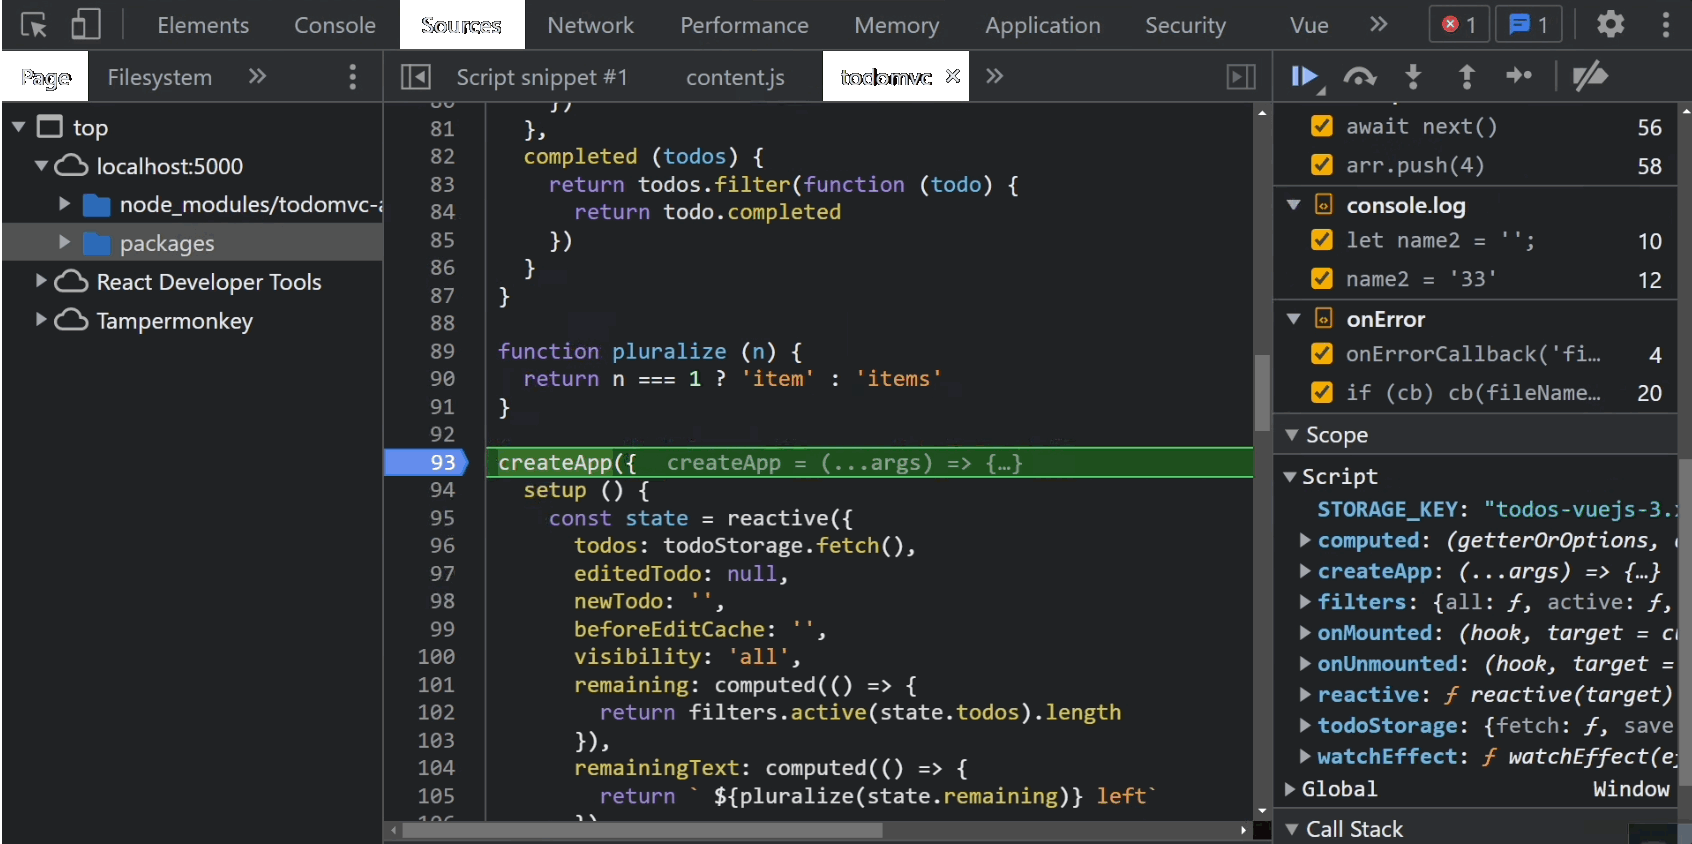 Elements Console Sources Network Performance Memory Application Security Vue » 1 1
Page Filesystem »
top
localhost:5000
node_modules/todomvc-a
packages
React Developer Tools
Tampermonkey
Script snippet #1 content.js todomvc × »
80 })
81 },
82 completed (todos) {
83 return todos.filter(function (todo) {
84 return todo.completed
85 })
86 }
87 }
88
89 function pluralize (n) {
90 return n === 1 ? 'item' : 'items'
91 }
92
93 createApp({ createApp = (...args) => {…}
94 setup () {
95 const state = reactive({
96 todos: todoStorage.fetch(),
97 editedTodo: null,
98 newTodo: '',
99 beforeEditCache: '',
100 visibility: 'all',
101 remaining: computed(() => {
102 return filters.active(state.todos).length
103 }),
104 remainingText: computed(() => {
105 return ` ${pluralize(state.remaining)} left`
106 })
await next() 56
arr.push(4) 58
console.log
let name2 = ''; 10
name2 = '33' 12
onError
onErrorCallback('fi… 4
if (cb) cb(fileName… 20
Scope
Script
STORAGE_KEY: "todos-vuejs-3.
computed: (getterOrOptions,
createApp: (...args) => {…}
filters: {all: ƒ, active: ƒ,
onMounted: (hook, target = cu
onUnmounted: (hook, target =
reactive: ƒ reactive(target)
todoStorage: {fetch: ƒ, save
watchEffect: ƒ watchEffect(e
Global Window
Call Stack